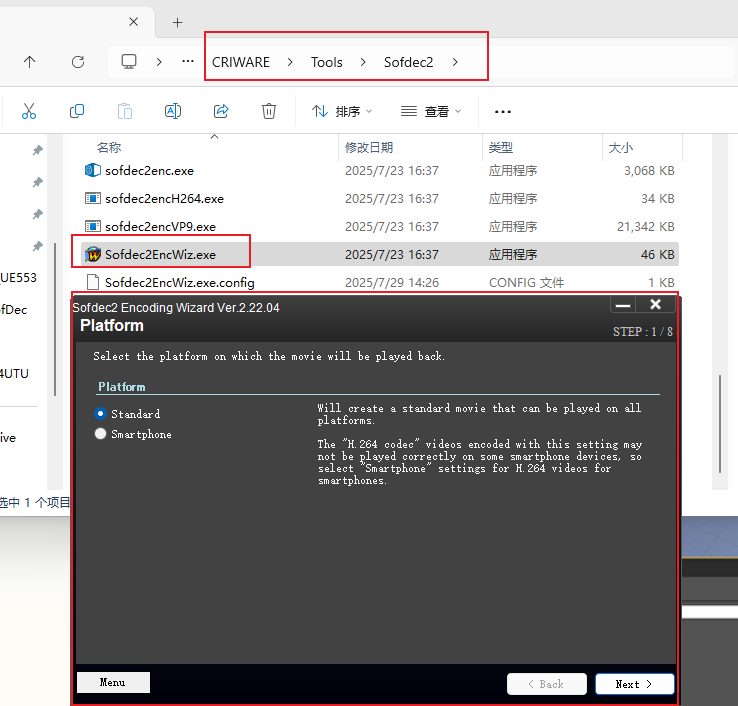 CRIWARE > Tools > Sofdec2 >
排序 查看
名称 修改日期 类型 大小
sofdec2enc.exe 2025/7/23 16:37 应用程序 3,068 KB
sofdec2encH264.exe 2025/7/23 16:37 应用程序 34 KB
sofdec2encVP9.exe 2025/7/23 16:37 应用程序 21,342 KB
Sofdec2EncWiz.exe 2025/7/23 16:37 应用程序 46 KB
_UE553
Sofdec2EncWiz.exe.config 2025/7/29 14:26 CONFIG 文件 1 KB
ofDec
4UTU
ive
选中 1 个项目
Sofdec2 Encoding Wizard Ver.2.22.04
Platform
STEP : 1 / 8
Select the platform on which the movie will be played back.
Platform
Standard
Smartphone
Will create a standard movie that can be played on all
platforms.
The "H.264 codec" videos encoded with this setting may
not be played correctly on some smartphone devices, so
select "Smartphone" settings for H.264 videos for
smartphones.
Menu
< Back
Next >